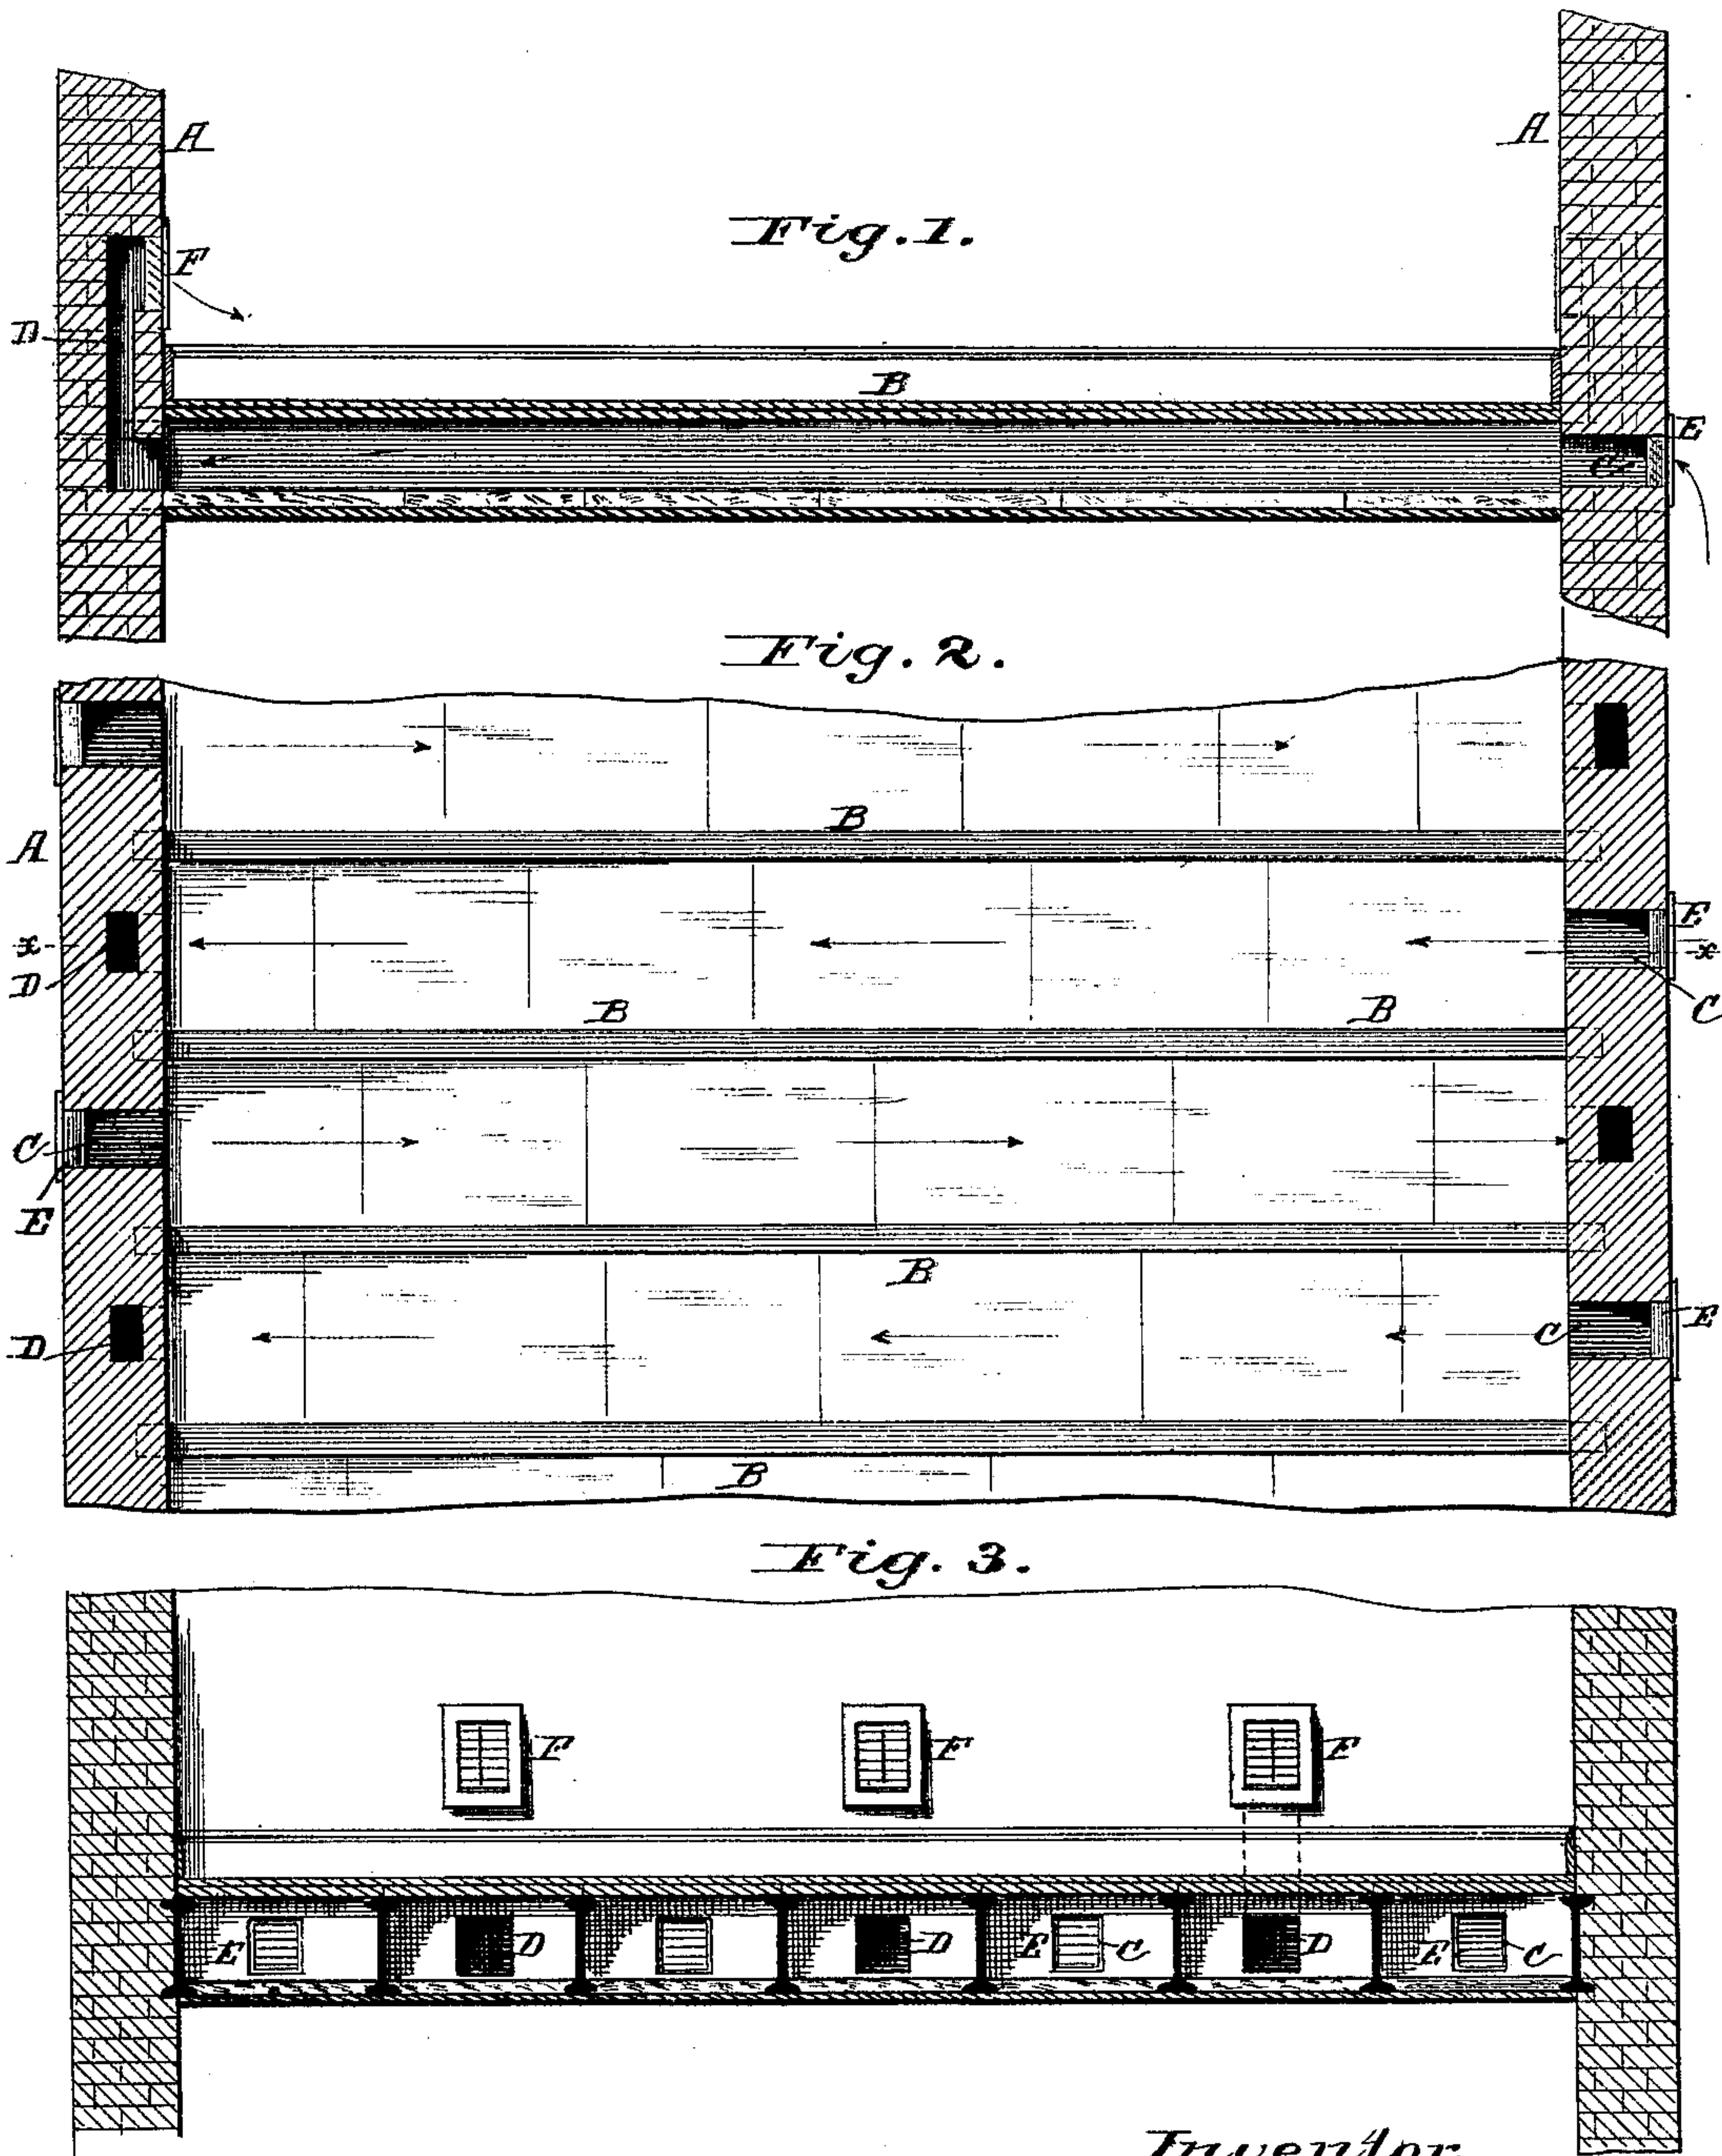 A A
Fig. 1.
F
D
B
E
C
Fig. 2.
B
A
E
x x
D
B B
C
C
E
B
E
D C
B
Fig. 3.
F F F
E D D E C D E C
Inventor